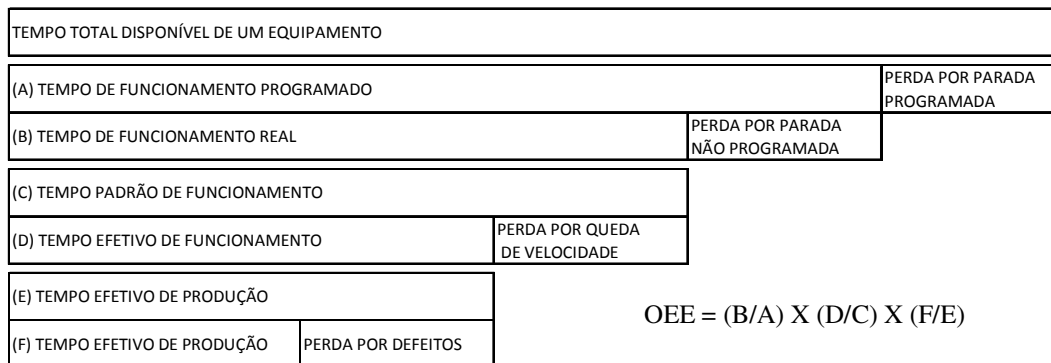 TEMPO TOTAL DISPONÍVEL DE UM EQUIPAMENTO
(A) TEMPO DE FUNCIONAMENTO PROGRAMADO
PERDA POR PARADA
PROGRAMADA
(B) TEMPO DE FUNCIONAMENTO REAL
PERDA POR PARADA
NÃO PROGRAMADA
(C) TEMPO PADRÃO DE FUNCIONAMENTO
(D) TEMPO EFETIVO DE FUNCIONAMENTO
PERDA POR QUEDA
DE VELOCIDADE
(E) TEMPO EFETIVO DE PRODUÇÃO
(F) TEMPO EFETIVO DE PRODUÇÃO
PERDA POR DEFEITOS
OEE = (B/A) X (D/C) X (F/E)